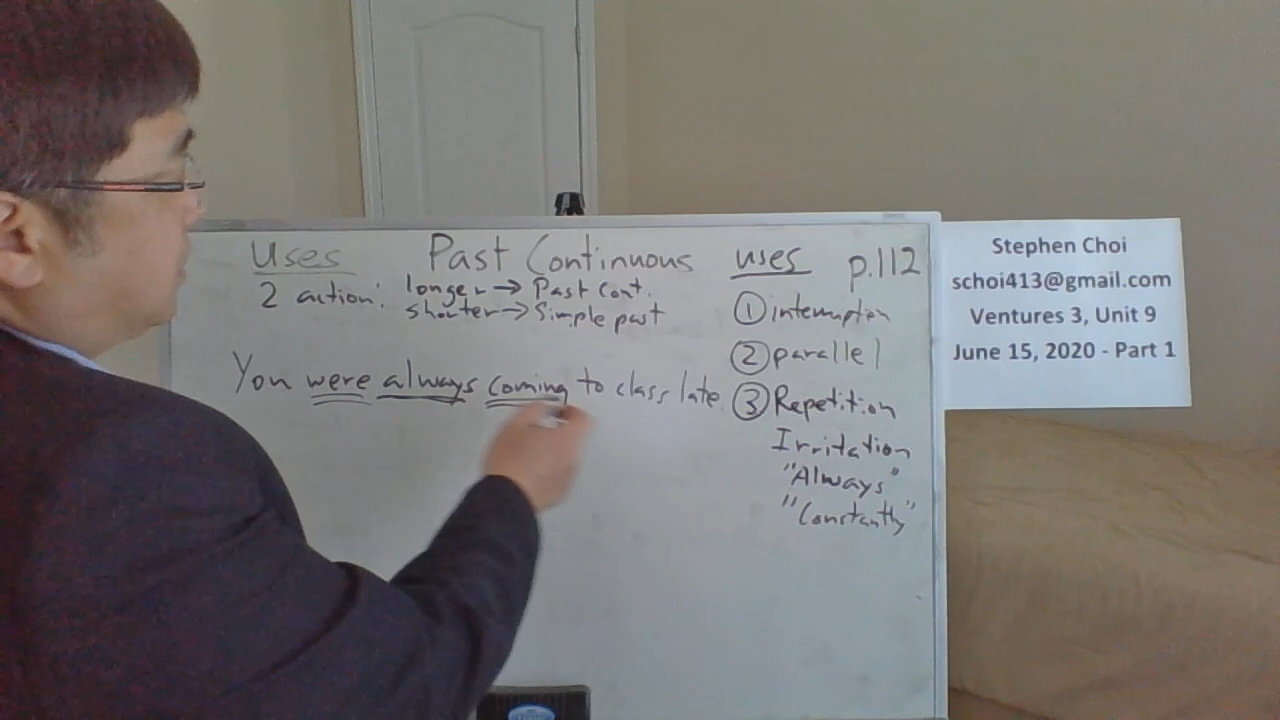 Uses Past Continuous uses p.112
2 action: longer → Past Cont.
shorter → Simple past
You were always coming to class late
① interruption
② parallel
③ Repetition
Irritation
"Always"
"Constantly"
Stephen Choi
schoi413@gmail.com
Ventures 3, Unit 9
June 15, 2020 - Part 1